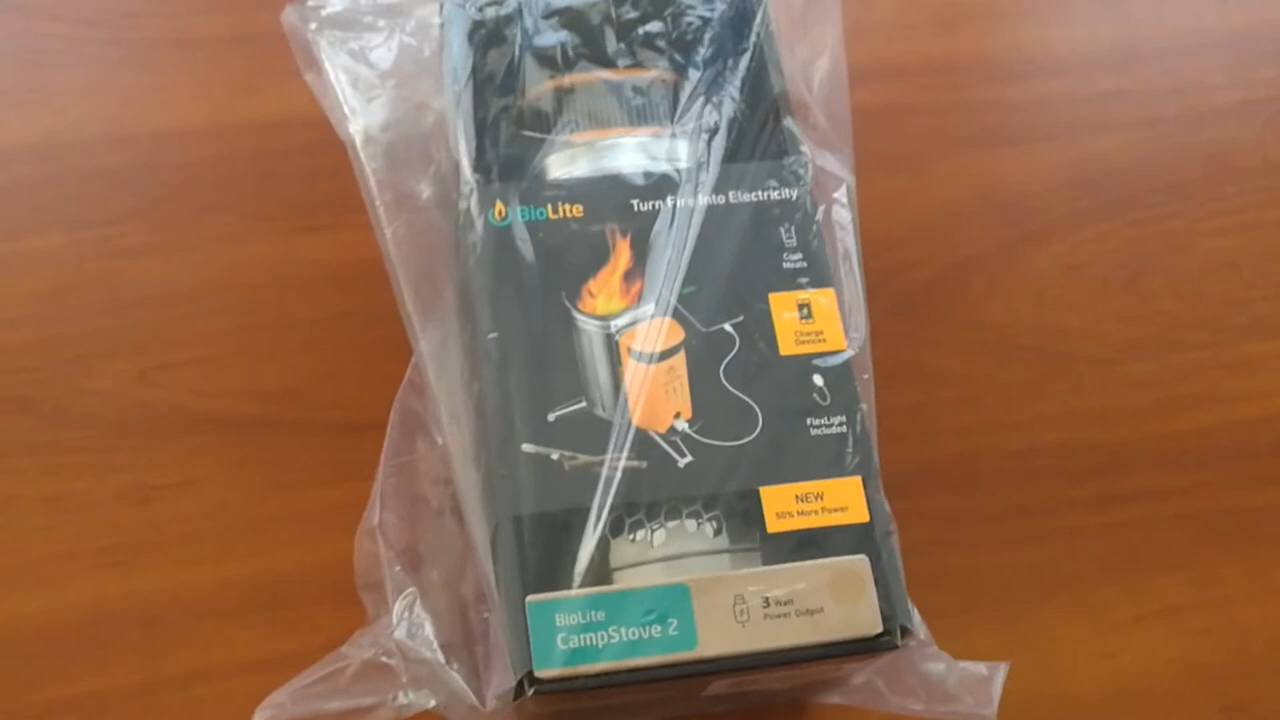 BioLite
Turn Fire Into Electricity
Cook
Meals
Charge
Devices
FlexLight
Included
NEW
50% More Power
BioLite
CampStove 2
3 Watt
Power Output